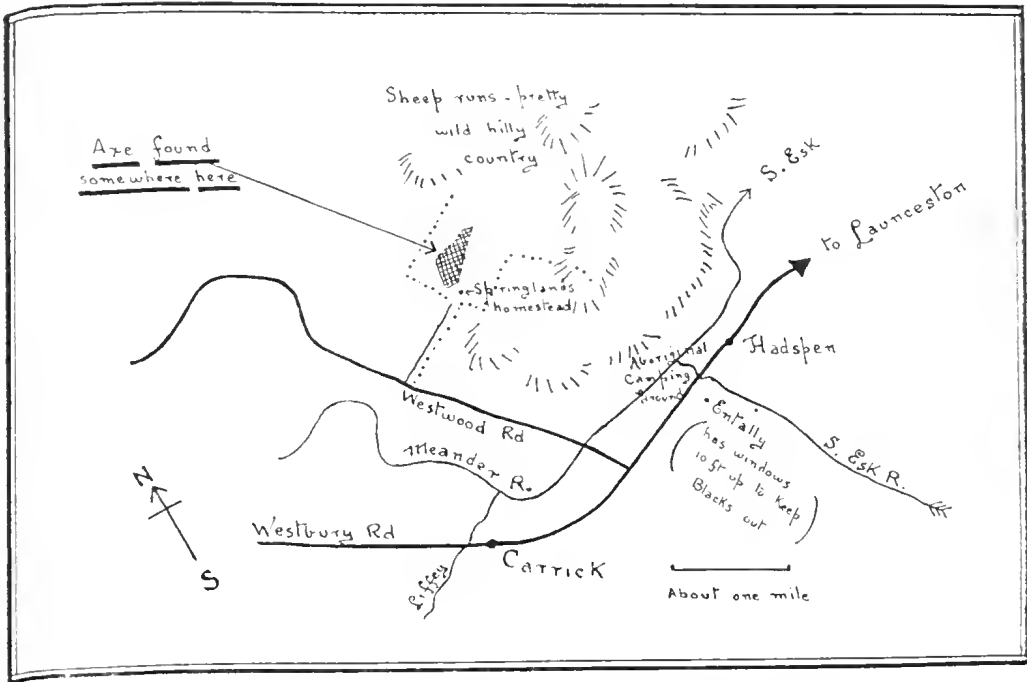 Sheep runs - pretty
wild hilly
country
Axe found
somewhere here
S. Esk
to Launceston
Springlands
homestead
Hadspen
Aboriginal
Camping
Ground
Westwood Rd
Entally
(has windows
10 ft up to keep
Blacks out)
S. Esk R.
Meander R.
N
S
Westbury Rd
Carrick
Liffey
About one mile